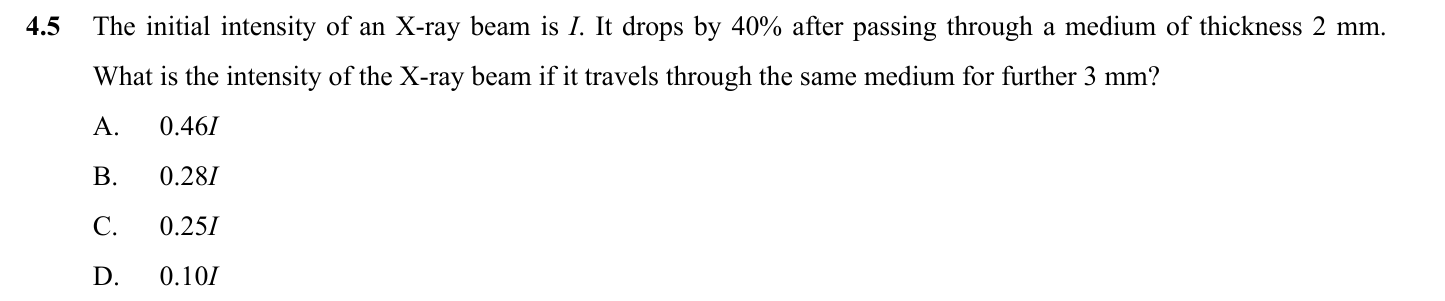 4.5 The initial intensity of an X-ray beam is I. It drops by 40% after passing through a medium of thickness 2 mm.
What is the intensity of the X-ray beam if it travels through the same medium for further 3 mm?
A. 0.46I
B. 0.28I
C. 0.25I
D. 0.10I